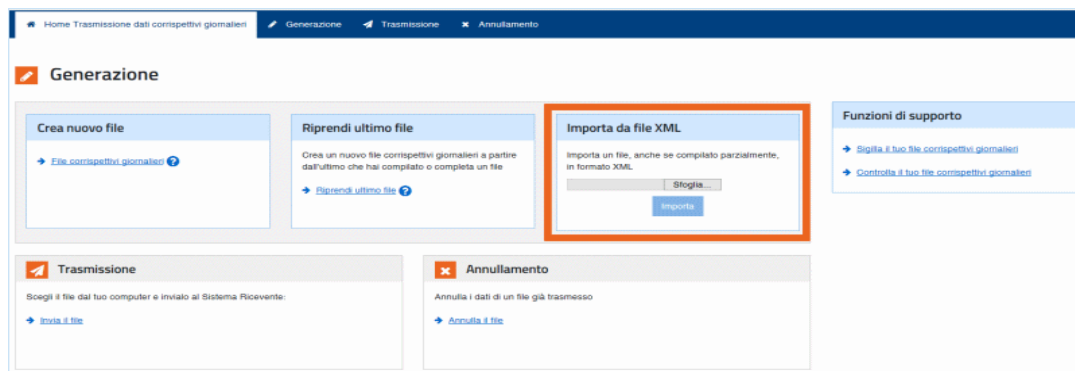 Home Trasmissione dati corrispettivi giornalieri
Generazione
Trasmissione
Annullamento
Generazione
Crea nuovo file
File corrispettivi giornalieri
Riprendi ultimo file
Crea un nuovo file corrispettivi giornalieri a partire
dall'ultimo che hai compilato o completa un file
Riprendi ultimo file
Importa da file XML
Importa un file, anche se compilato parzialmente,
in formato XML
Sfoglia...
Importa
Funzioni di supporto
Sigilla il tuo file corrispettivi giornalieri
Controlla il tuo file corrispettivi giornalieri
Trasmissione
Scegli il file dal tuo computer e invialo al Sistema Ricevente:
Invia il file
Annullamento
Annulla i dati di un file già trasmesso
Annulla il file